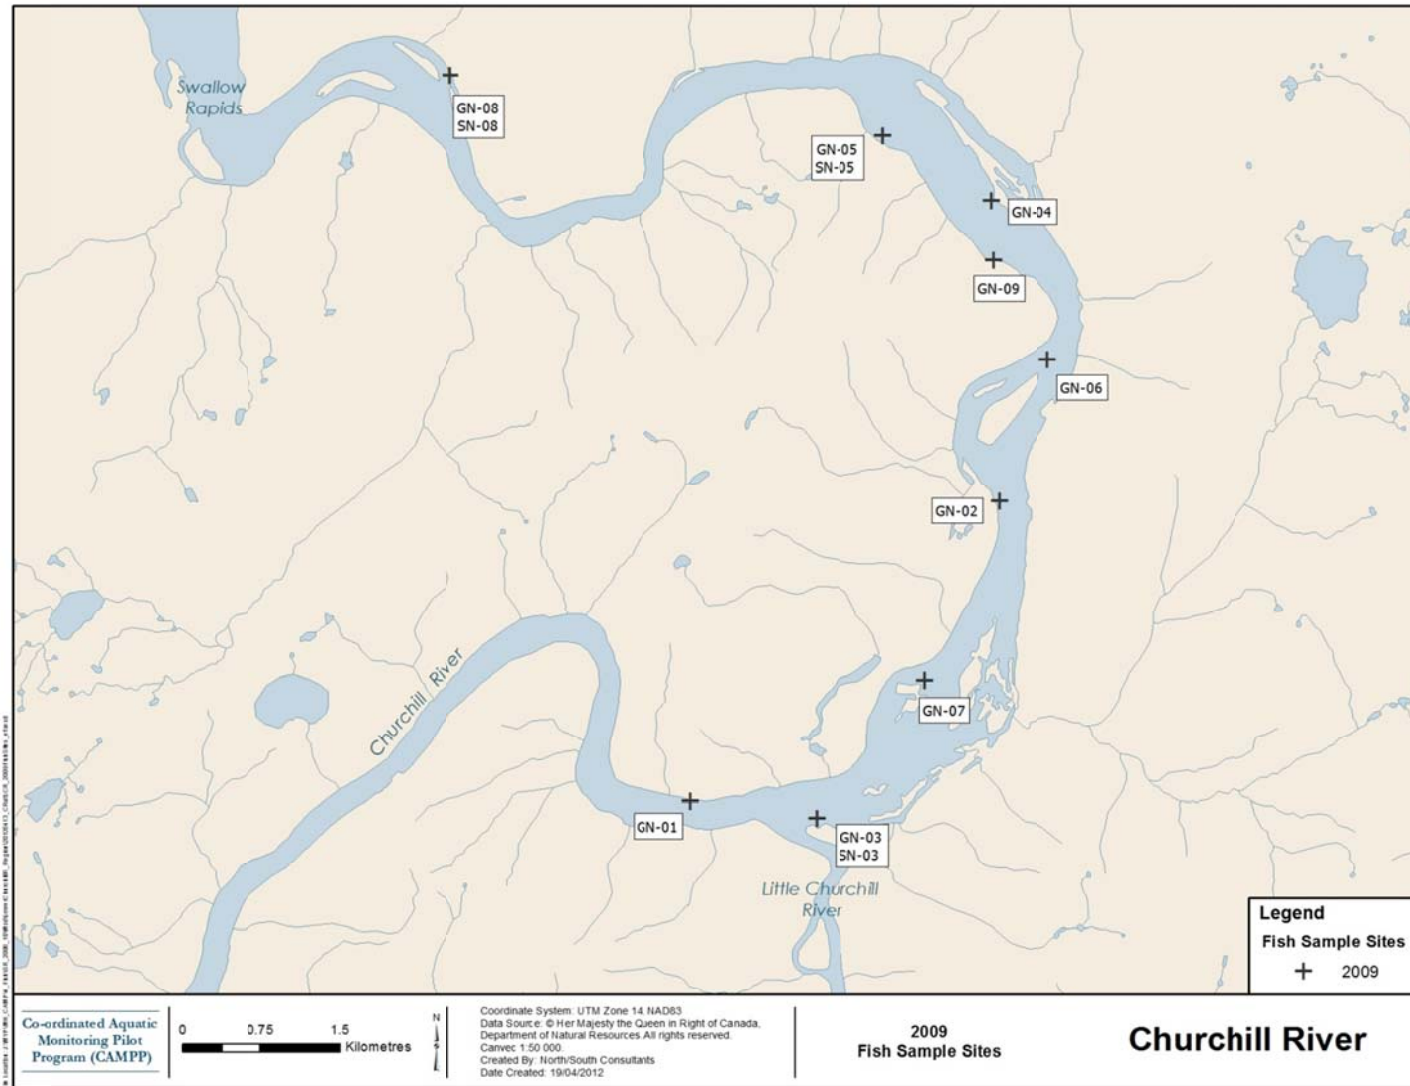 Swallow
Rapids
GN-08
SN-08
GN-05
SN-05
GN-04
GN-09
GN-06
GN-02
Churchill River
GN-07
GN-01
GN-03
SN-03
Little Churchill
River
Legend
Fish Sample Sites
2009
Co-ordinated Aquatic
Monitoring Pilot
Program (CAMPP)
0 0.75 1.5
Kilometres
N
S
Coordinate System: UTM Zone 14 NAD83
Data Source: © Her Majesty the Queen in Right of Canada,
Department of Natural Resources.All rights reserved.
Canvec 1:50 000.
Created By: North/South Consultants
Date Created: 19/04/2012
2009
Fish Sample Sites
Churchill River